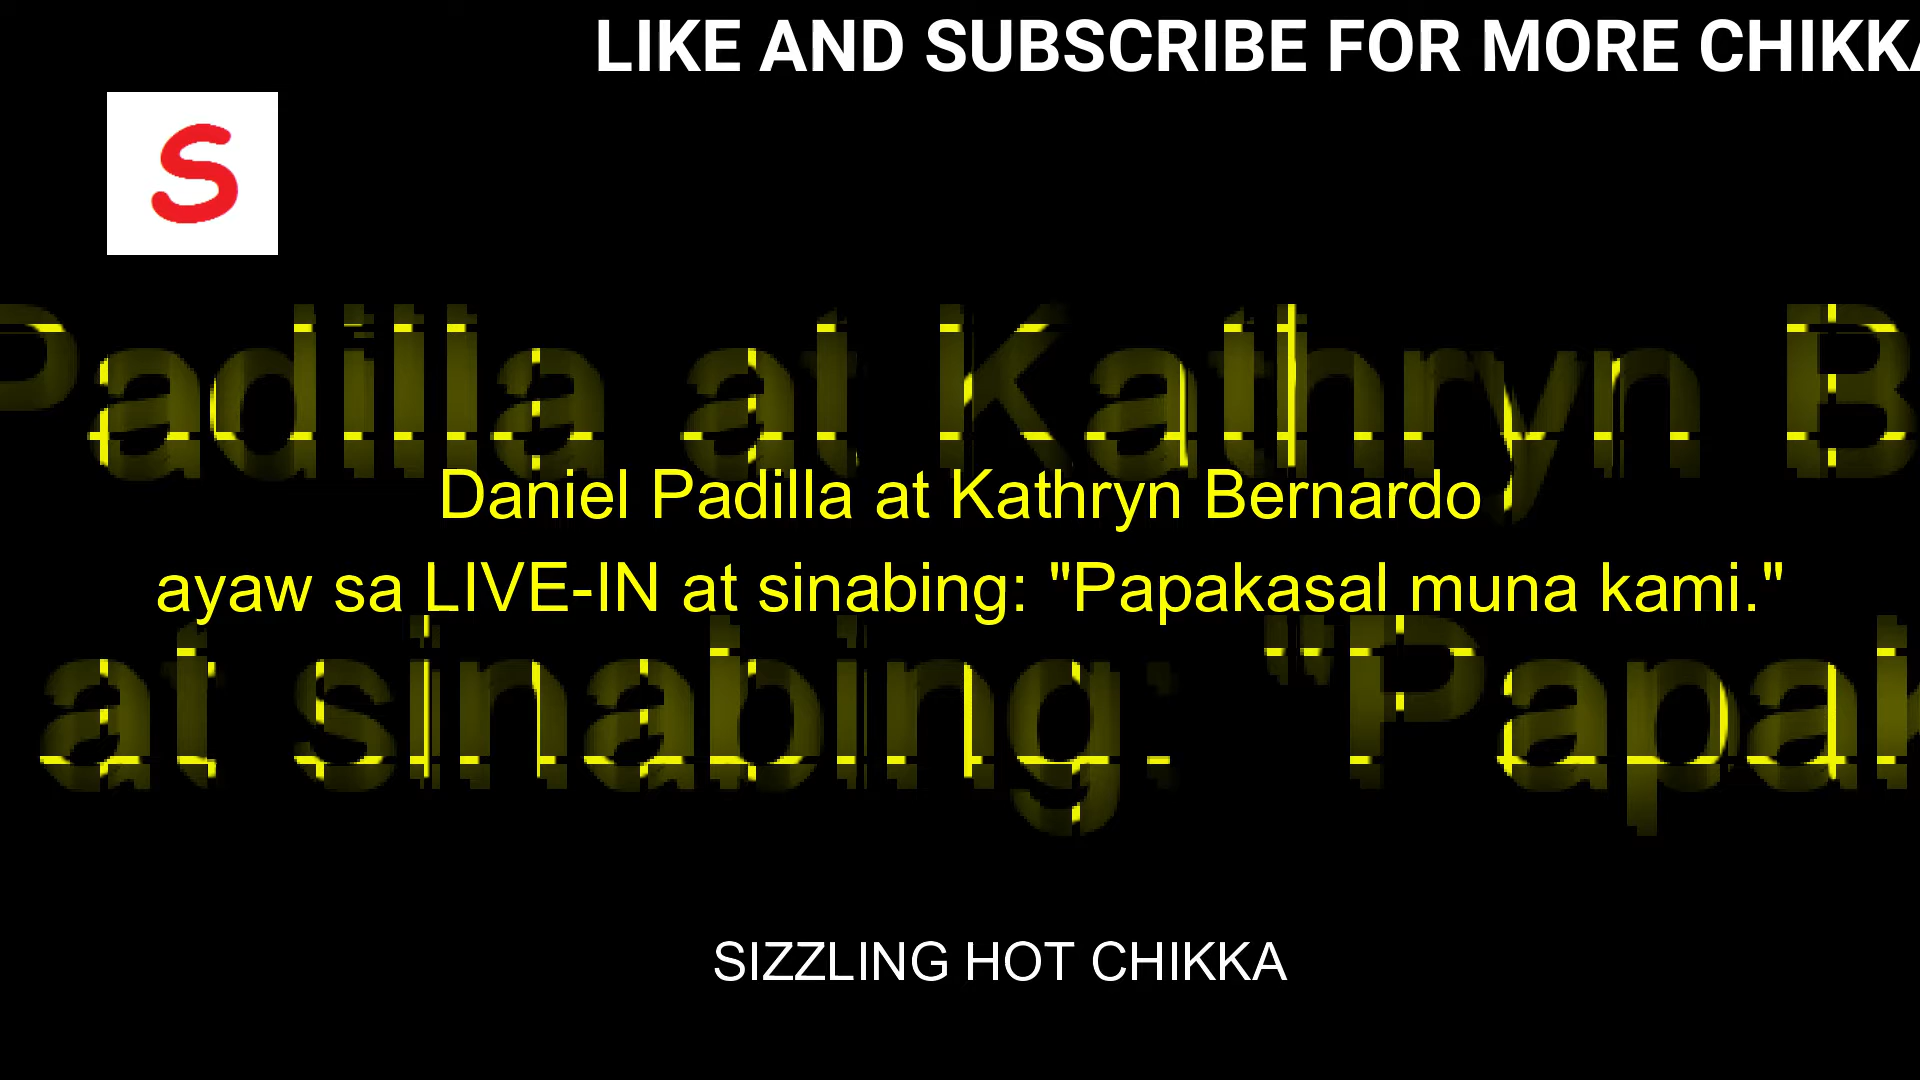 LIKE AND SUBSCRIBE FOR MORE CHIKKA
S
Padilla at Kathryn B
Daniel Padilla at Kathryn Bernardo
ayaw sa LIVE-IN at sinabing: "Papakasal muna kami."
at sinabing: "Papak
SIZZLING HOT CHIKKA